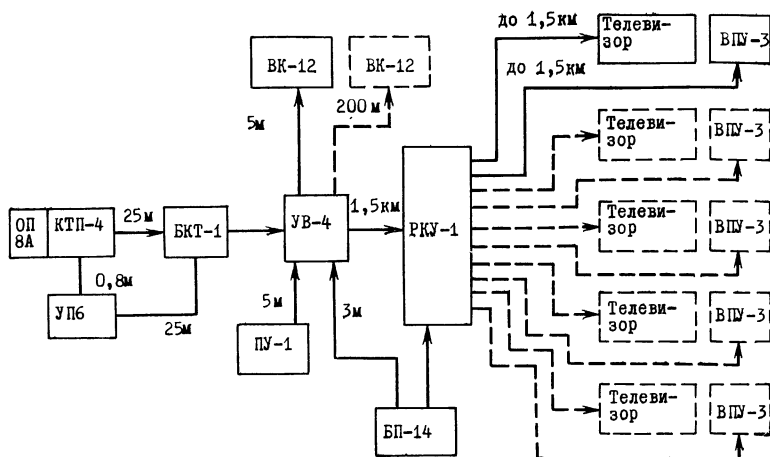 до 1,5км
Телеви-
зор
ВПУ-3
ВК-12
ВК-12
до 1,5км
5м
200 м
Телеви-
зор
ВПУ-3
ОП
8А
КТП-4
25м
БКТ-1
УВ-4
1,5км
РКУ-1
Телеви-
зор
ВПУ-3
0,8м
УП6
25м
5м
3м
ПУ-1
Телеви-
зор
ВПУ-3
БП-14
Телеви-
зор
ВПУ-3